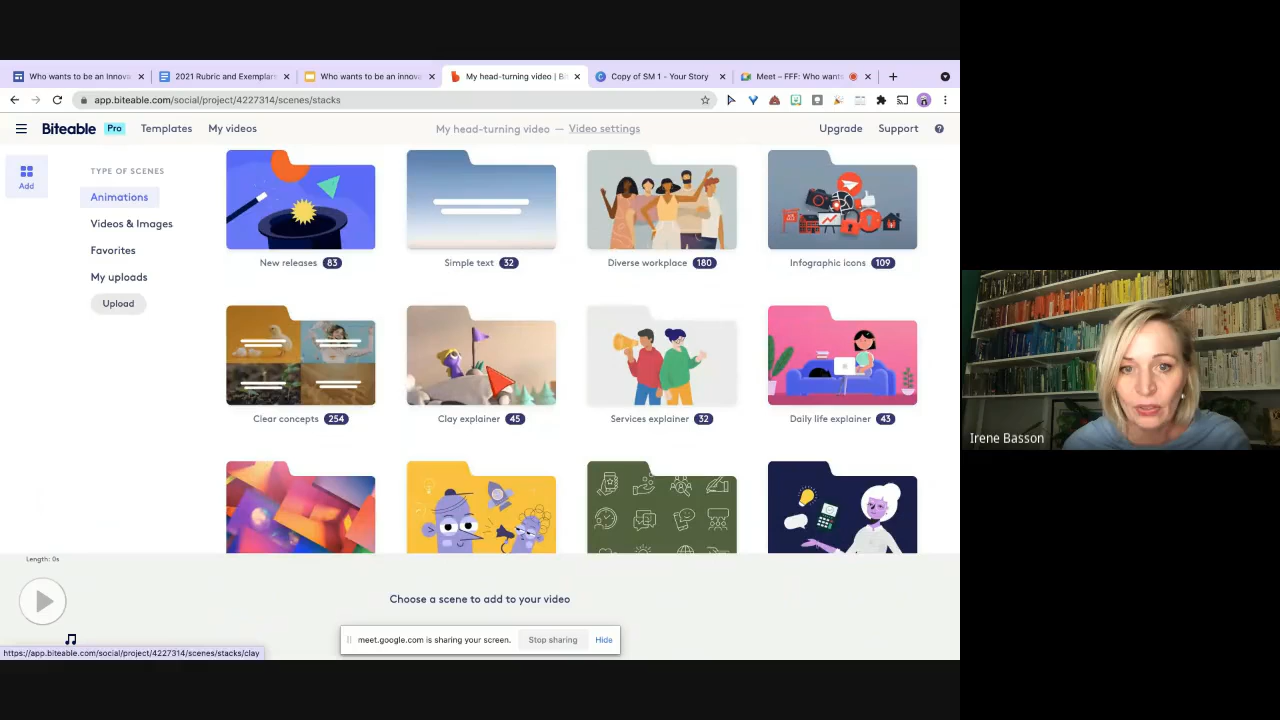 Who wants to be an Innova
2021 Rubric and Exemplars
Who wants to be an innova
My head-turning video | Bi
Copy of SM 1 - Your Story
Meet – FFF: Who want
app.biteable.com/social/project/4227314/scenes/stacks
Biteable Pro Templates My videos
My head-turning video — Video settings
Upgrade Support
Add
TYPE OF SCENES
Animations
Videos & Images
Favorites
My uploads
Upload
New releases 83
Simple text 32
Diverse workplace 180
Infographic icons 109
Clear concepts 254
Clay explainer 45
Services explainer 32
Daily life explainer 43
Length: 0s
Choose a scene to add to your video
meet.google.com is sharing your screen. Stop sharing Hide
https://app.biteable.com/social/project/4227314/scenes/stacks/clay
Irene Basson